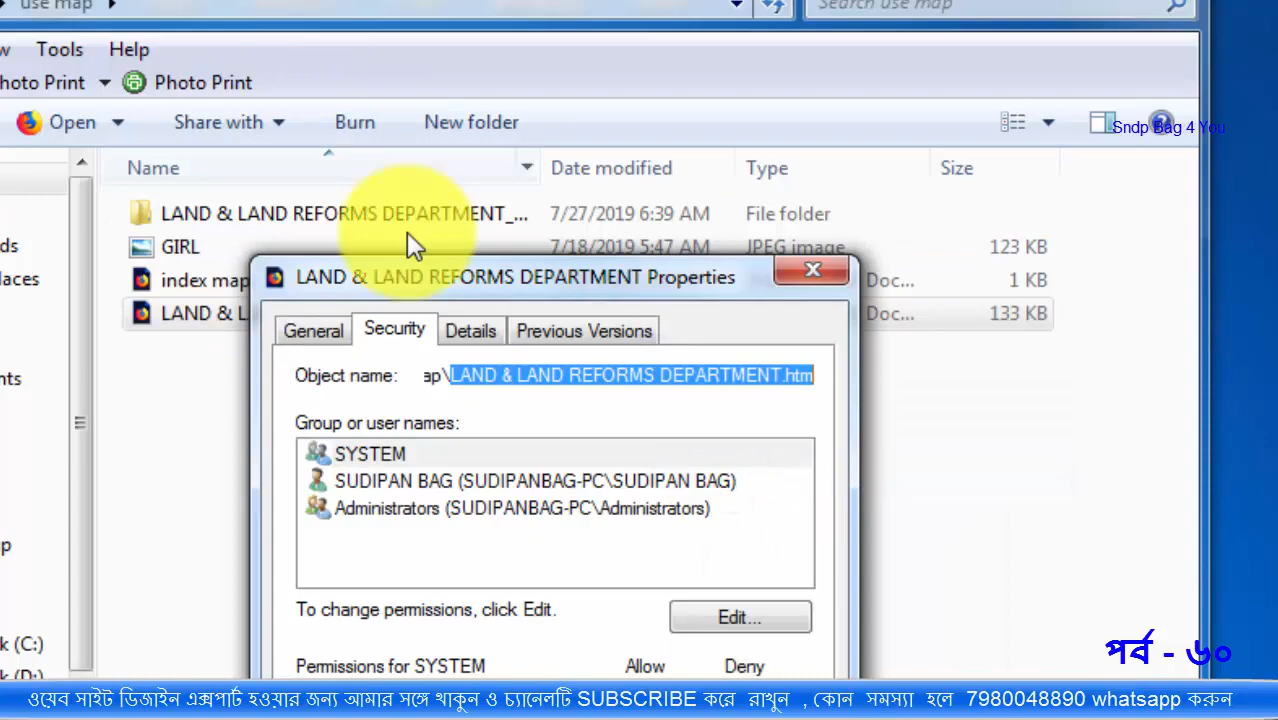 use map
Search use map
w Tools Help
hoto Print Photo Print
Open Share with Burn New folder
Sndp Bag 4 You
Name Date modified Type Size
LAND & LAND REFORMS DEPARTMENT_... 7/27/2019 6:39 AM File folder
ds GIRL 7/18/2019 5:47 AM JPEG image 123 KB
laces index map Doc... 1 KB
LAND & L Doc... 133 KB
LAND & LAND REFORMS DEPARTMENT Properties
General Security Details Previous Versions
Object name: ap\LAND & LAND REFORMS DEPARTMENT.htm
nts
Group or user names:
SYSTEM
SUDIPAN BAG (SUDIPANBAG-PC\SUDIPAN BAG)
Administrators (SUDIPANBAG-PC\Administrators)
p
To change permissions, click Edit.
Edit...
k (C:)
Permissions for SYSTEM Allow Deny
k (D:)
পর্ব - ৬০
ওয়েব সাইট ডিজাইন এক্সপার্ট হওয়ার জন্য আমার সঙ্গে থাকুন ও চ্যানেলটি SUBSCRIBE করে রাখুন , কোন সমস্যা হলে 7980048890 whatsapp করুন